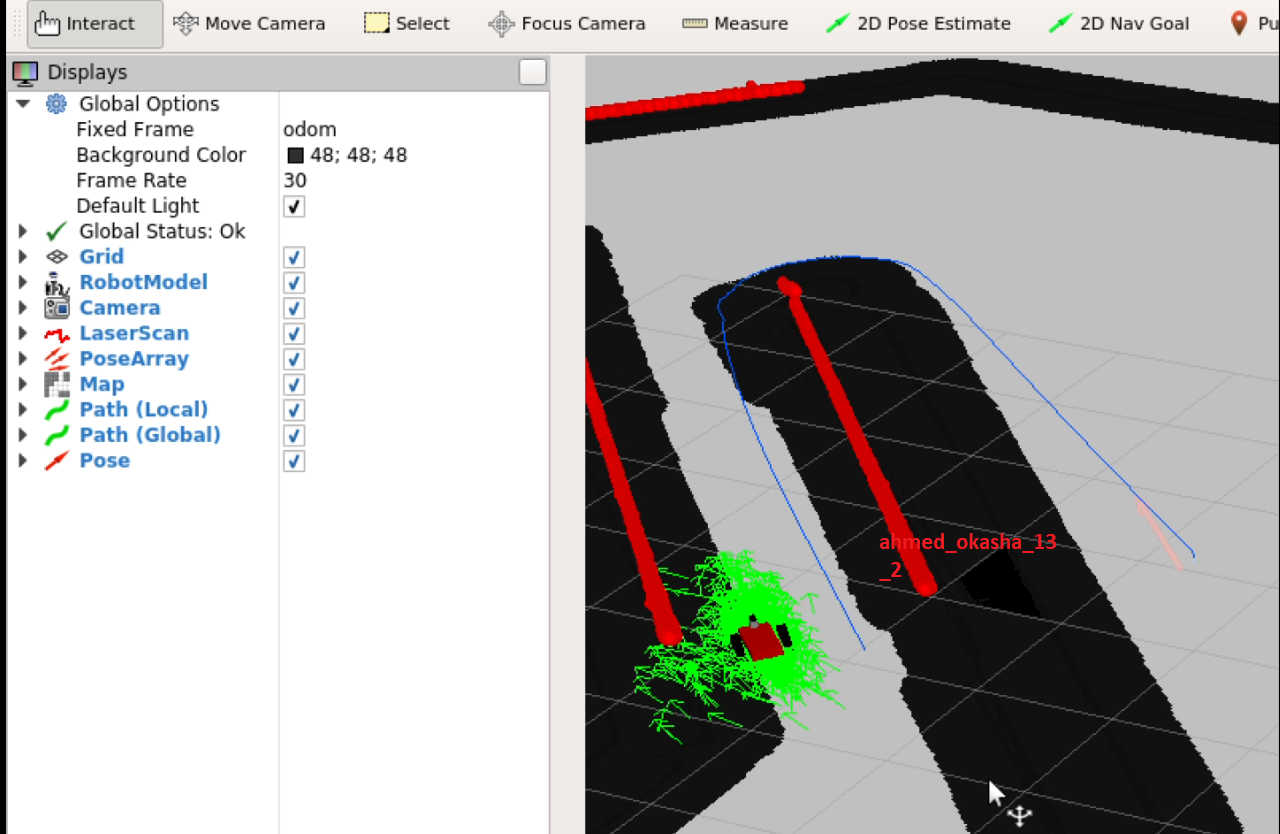 Interact
Move Camera
Select
Focus Camera
Measure
2D Pose Estimate
2D Nav Goal
Pu
Displays
Global Options
Fixed Frame odom
Background Color 48; 48; 48
Frame Rate 30
Default Light
Global Status: Ok
Grid
RobotModel
Camera
LaserScan
PoseArray
Map
Path (Local)
Path (Global)
Pose
ahmed_okasha_13
_2